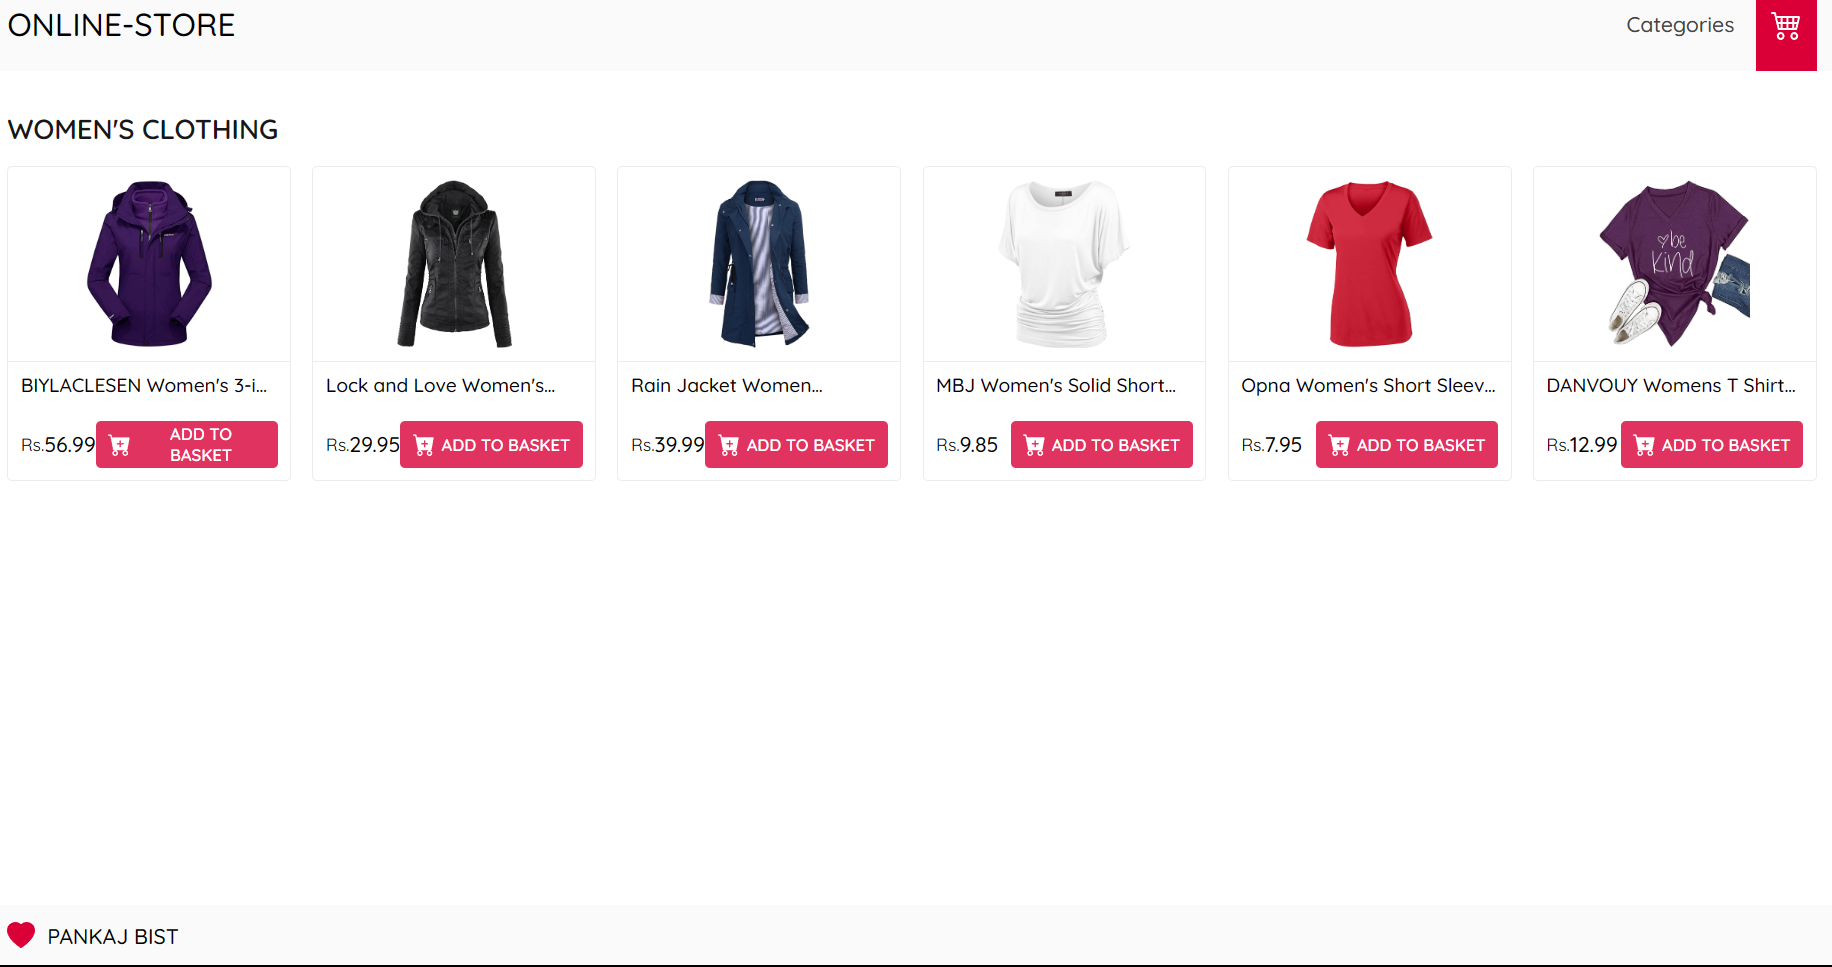 ONLINE-STORE
Categories
WOMEN'S CLOTHING
be
kind
BIYLACLESEN Women's 3-i...
Lock and Love Women's...
Rain Jacket Women...
MBJ Women's Solid Short...
Opna Women's Short Sleev...
DANVOUY Womens T Shirt...
Rs.56.99
ADD TO
BASKET
Rs.29.95
ADD TO BASKET
Rs.39.99
ADD TO BASKET
Rs.9.85
ADD TO BASKET
Rs.7.95
ADD TO BASKET
Rs.12.99
ADD TO BASKET
PANKAJ BIST